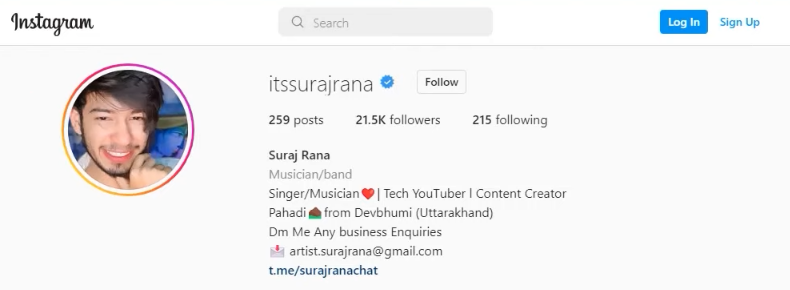 Instagram
Search
Log In
Sign Up
itssurajrana
Follow
259 posts 21.5K followers 215 following
Suraj Rana
Musician/band
Singer/Musician❤️| Tech YouTuber l Content Creator
Pahadi from Devbhumi (Uttarakhand)
Dm Me Any business Enquiries
📩 artist.surajrana@gmail.com
t.me/surajranachat